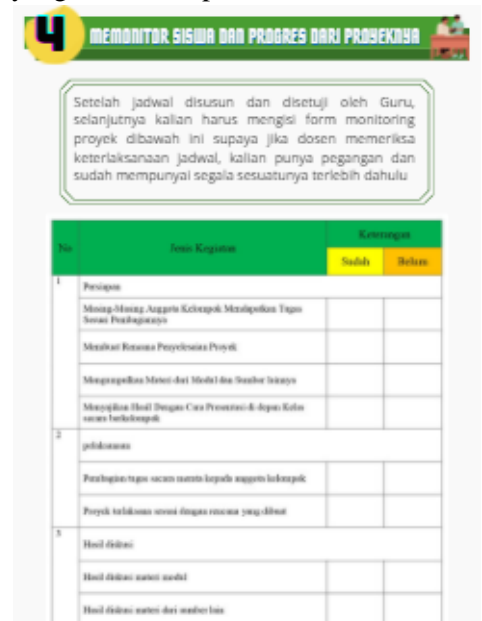 4
MEMONITOR SISWA DAN PROGRES DARI PROYEKNYA
Setelah jadwal disusun dan disetuji oleh Guru,
selanjutnya kalian harus mengisi form monitoring
proyek dibawah ini supaya jika dosen memeriksa
keterlaksanaan jadwal, kalian punya pegangan dan
sudah mempunyai segala sesuatunya terlebih dahulu
No Jenis Kegiatan Keterangan
Sudah Belum
1 Persiapan
Masing-Masing Anggota Kelompok Mendapatkan Tugas
Sesuai Pembagiannya
Membuat Rencana Penyelesaian Proyek
Mengumpulkan Materi dari Modul dan Sumber lainnya
Menyajikan Hasil Dengan Cara Presentasi di depan Kelas
secara berkelompok
2 pelaksanaan
Pembagian tugas secara merata kepada anggota kelompok
Proyek terlaksana sesuai dengan rencana yang dibuat
3 Hasil diskusi
Hasil diskusi materi modul
Hasil diskusi materi dari sumber lain